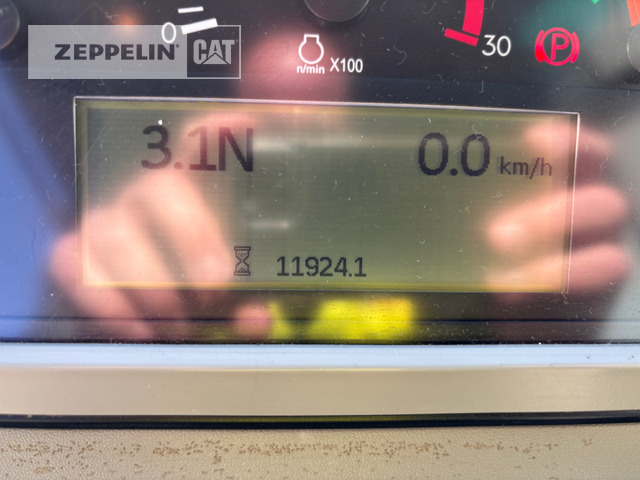 ZEPPELIN CAT
0
n/min X100
30
P
3.1N 0.0 km/h
11924.1